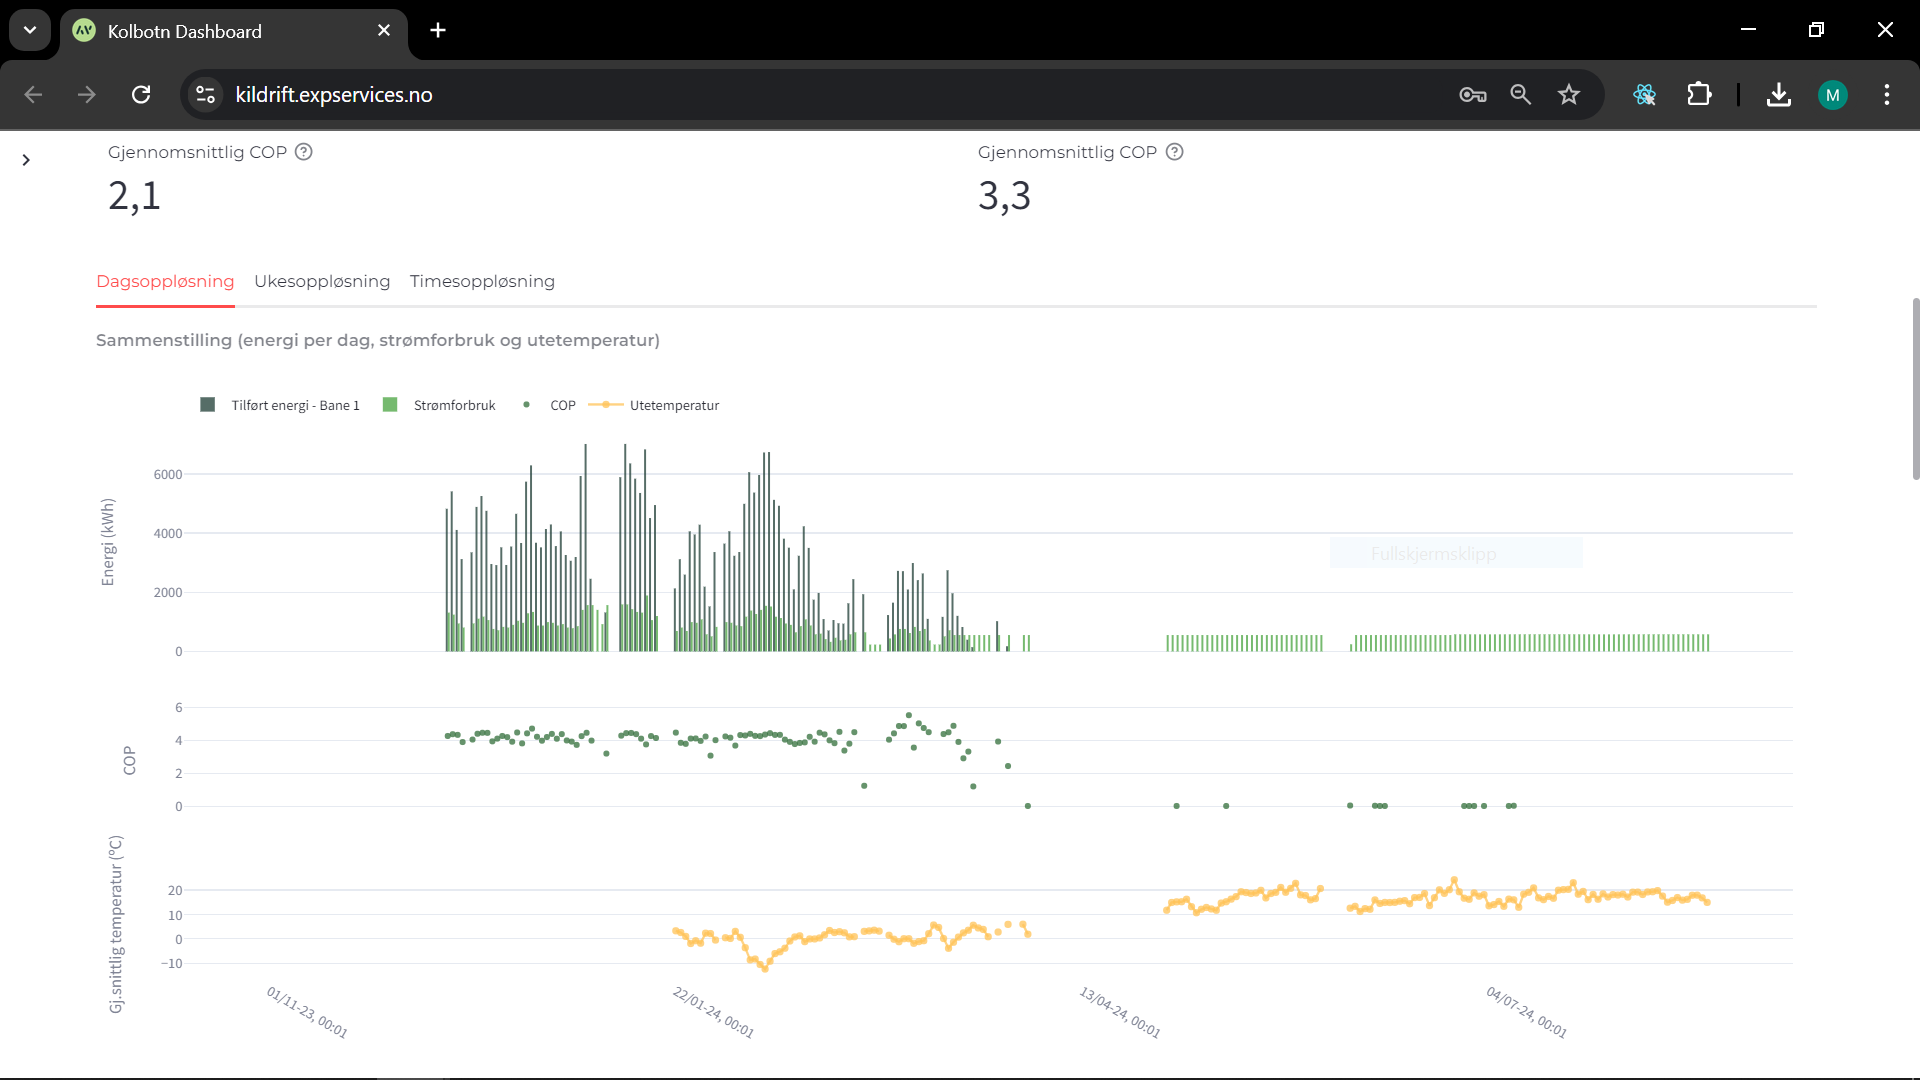 Kolbotn Dashboard
kildrift.expservices.no
M
Gjennomsnittlig COP ?
2,1
Gjennomsnittlig COP ?
3,3
Dagsoppløsning Ukesoppløsning Timesoppløsning
Sammenstilling (energi per dag, strømforbruk og utetemperatur)
Tilført energi - Bane 1 Strømforbruk COP Utetemperatur
Energi (kWh)
6000
4000
2000
0
Fullskjermsklipp
COP
6
4
2
0
Gj.snittlig temperatur (°C)
20
10
0
−10
01/11-23, 00:01
22/01-24, 00:01
13/04-24, 00:01
04/07-24, 00:01